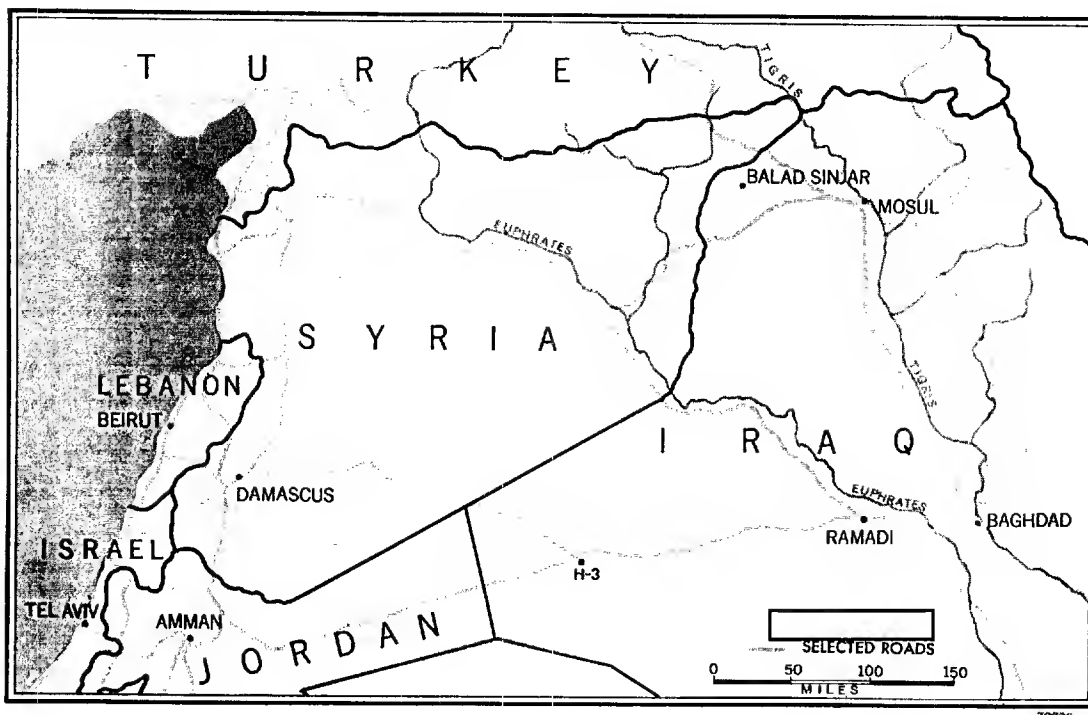 TURKEY
TIGRIS
BALAD SINJAR
MOSUL
EUPHRATES
SYRIA
LEBANON
BEIRUT
TIGRIS
IRAQ
DAMASCUS
EUPHRATES
BAGHDAD
RAMADI
ISRAEL
H-3
TEL AVIV
AMMAN
JORDAN
SELECTED ROADS
0 50 100 150
MILES